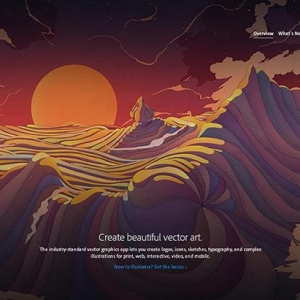 Overview What's Ne
Create beautiful vector art.
The industry-standard vector graphics app lets you create logos, icons, sketches, typography, and complex
illustrations for print, web, interactive, video, and mobile.
New to Illustrator? Get the basics ›